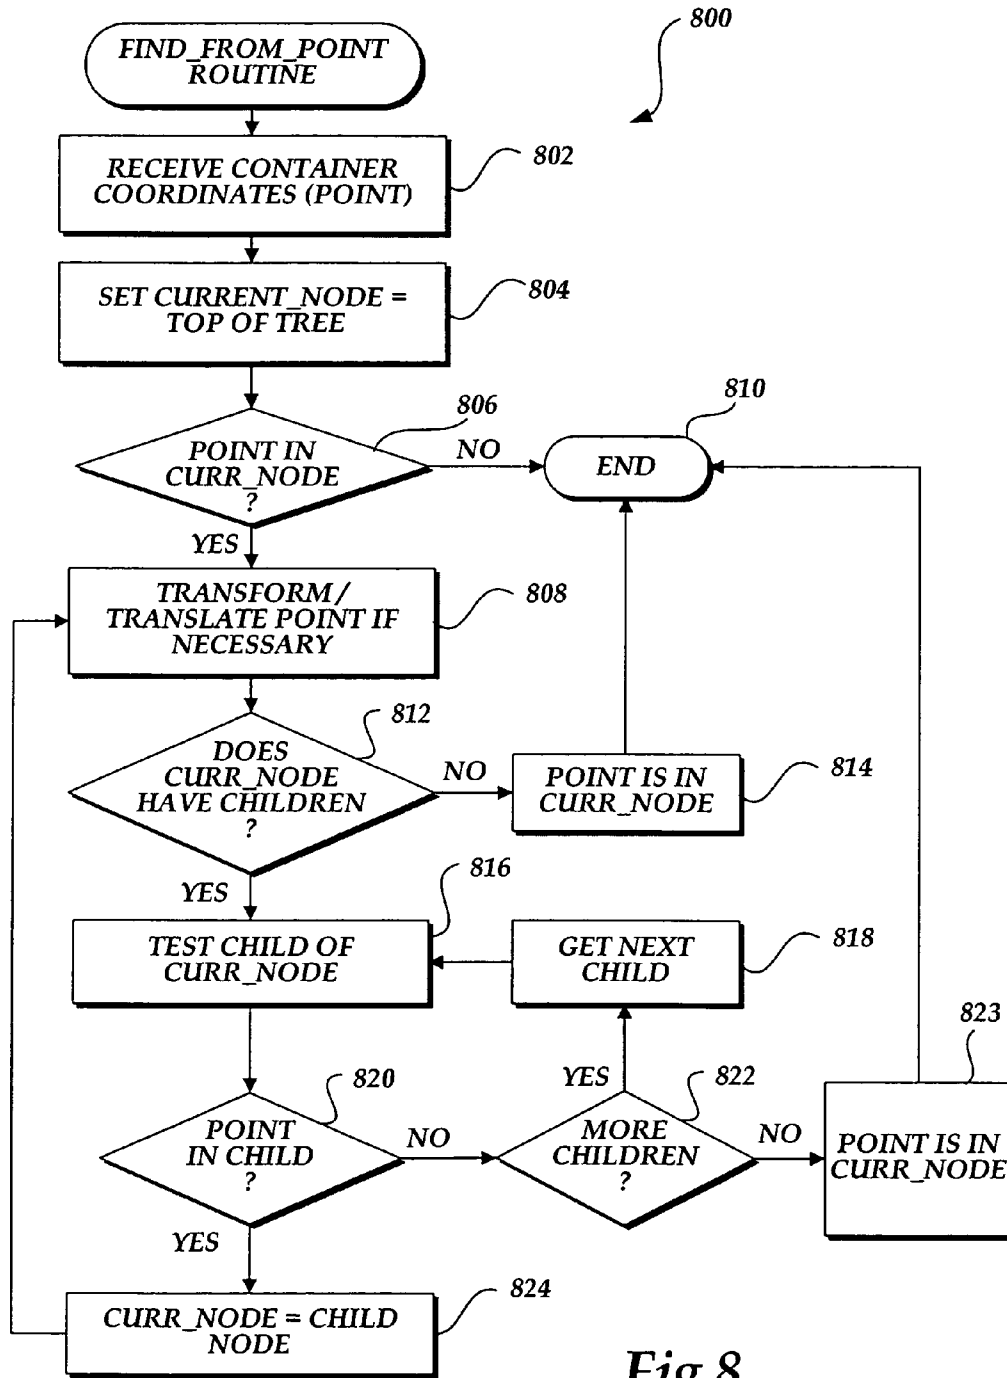 800
FIND_FROM_POINT
ROUTINE
RECEIVE CONTAINER
COORDINATES (POINT)
802
SET CURRENT_NODE =
TOP OF TREE
804
POINT IN
CURR_NODE
?
806
NO
810
END
YES
TRANSFORM /
TRANSLATE POINT IF
NECESSARY
808
DOES
CURR_NODE
HAVE CHILDREN
?
812
NO
POINT IS IN
CURR_NODE
814
YES
TEST CHILD OF
CURR_NODE
816
GET NEXT
CHILD
818
POINT
IN CHILD
?
820
NO
YES
MORE
CHILDREN
?
822
NO
823
POINT IS IN
CURR_NODE
YES
CURR_NODE = CHILD
NODE
824
Fig.8